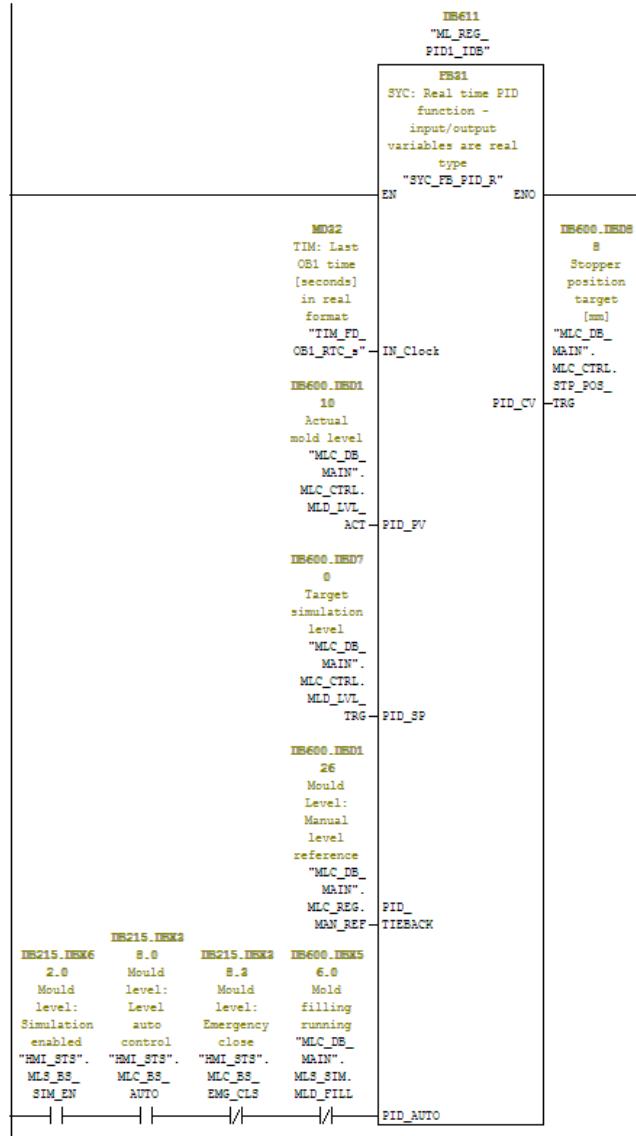 DB611
"ML_REG_
PID1_IDB"
FB31
SYC: Real time PID
function -
input/output
variables are real
type
"SYC_FB_PID_R"
EN ENO
MD32
TIM: Last
OB1 time
[seconds]
in real
format
"TIM_FD_
OB1_RTC_s" IN_Clock
DB600.DBD8
8
Stopper
position
target
[mm]
"MLC_DB_
MAIN".
MLC_CTRL.
STP_POS_
PID_CV TRG
DB600.DBD1
10
Actual
mold level
"MLC_DB_
MAIN".
MLC_CTRL.
MLD_LVL_
ACT PID_PV
DB600.DBD7
0
Target
simulation
level
"MLC_DB_
MAIN".
MLC_CTRL.
MLD_LVL_
TRG PID_SP
DB600.DBD1
26
Mould
Level:
Manual
level
reference
"MLC_DB_
MAIN".
MLC_REG. PID_
MAN_REF TIEBACK
DB215.DBX6
2.0
Mould
level:
Simulation
enabled
"HMI_STS".
MLS_BS_
SIM_EN
DB215.DBX3
8.0
Mould
level:
Level
auto
control
"HMI_STS".
MLC_BS_
AUTO
DB215.DBX3
8.3
Mould
level:
Emergency
close
"HMI_STS".
MLC_BS_
EMG_CLS
DB600.DBX5
6.0
Mold
filling
running
"MLC_DB_
MAIN".
MLS_SIM.
MLD_FILL
PID_AUTO